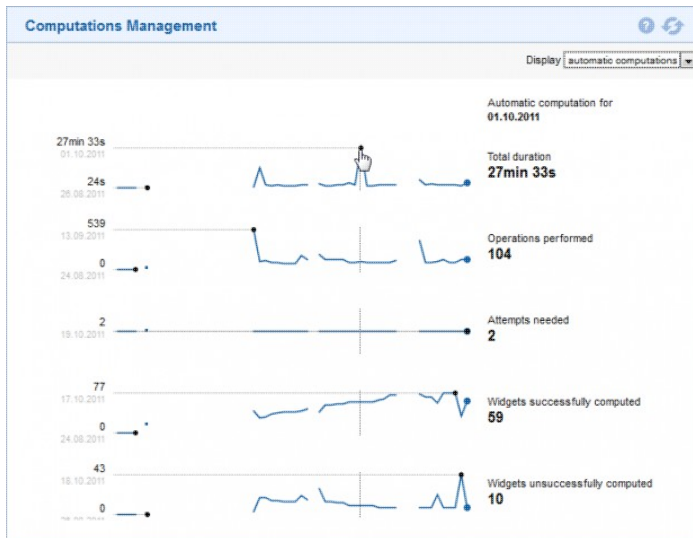 Computations Management
?
Display automatic computations
Automatic computation for
01.10.2011
27min 33s
01.10.2011
24s
26.08.2011
Total duration
27min 33s
539
13.09.2011
0
24.08.2011
Operations performed
104
2
19.10.2011
Attempts needed
2
77
17.10.2011
0
24.08.2011
Widgets successfully computed
59
43
18.10.2011
0
Widgets unsuccessfully computed
10